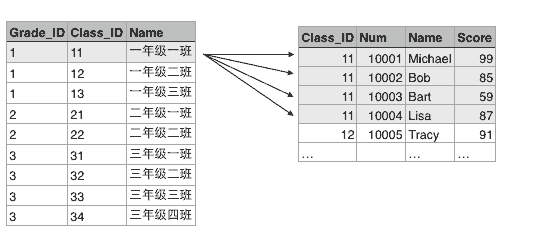 Grade_ID Class_ID Name
1 11 一年级一班
1 12 一年级二班
1 13 一年级三班
2 21 二年级一班
2 22 二年级二班
3 31 三年级一班
3 32 三年级二班
3 33 三年级三班
3 34 三年级四班
Class_ID Num Name Score
11 10001 Michael 99
11 10002 Bob 85
11 10003 Bart 59
11 10004 Lisa 87
12 10005 Tracy 91
... ... ...